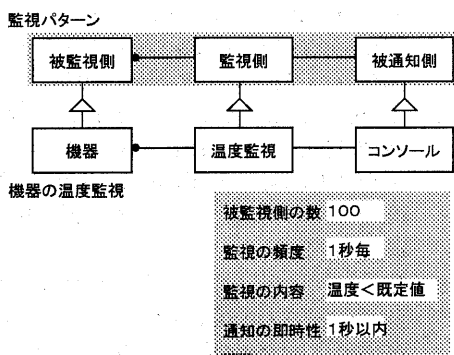 監視パターン
被監視側 監視側 被通知側
機器 温度監視 コンソール
機器の温度監視
被監視側の数 100
監視の頻度 1秒毎
監視の内容 温度<既定値
通知の即時性 1秒以内